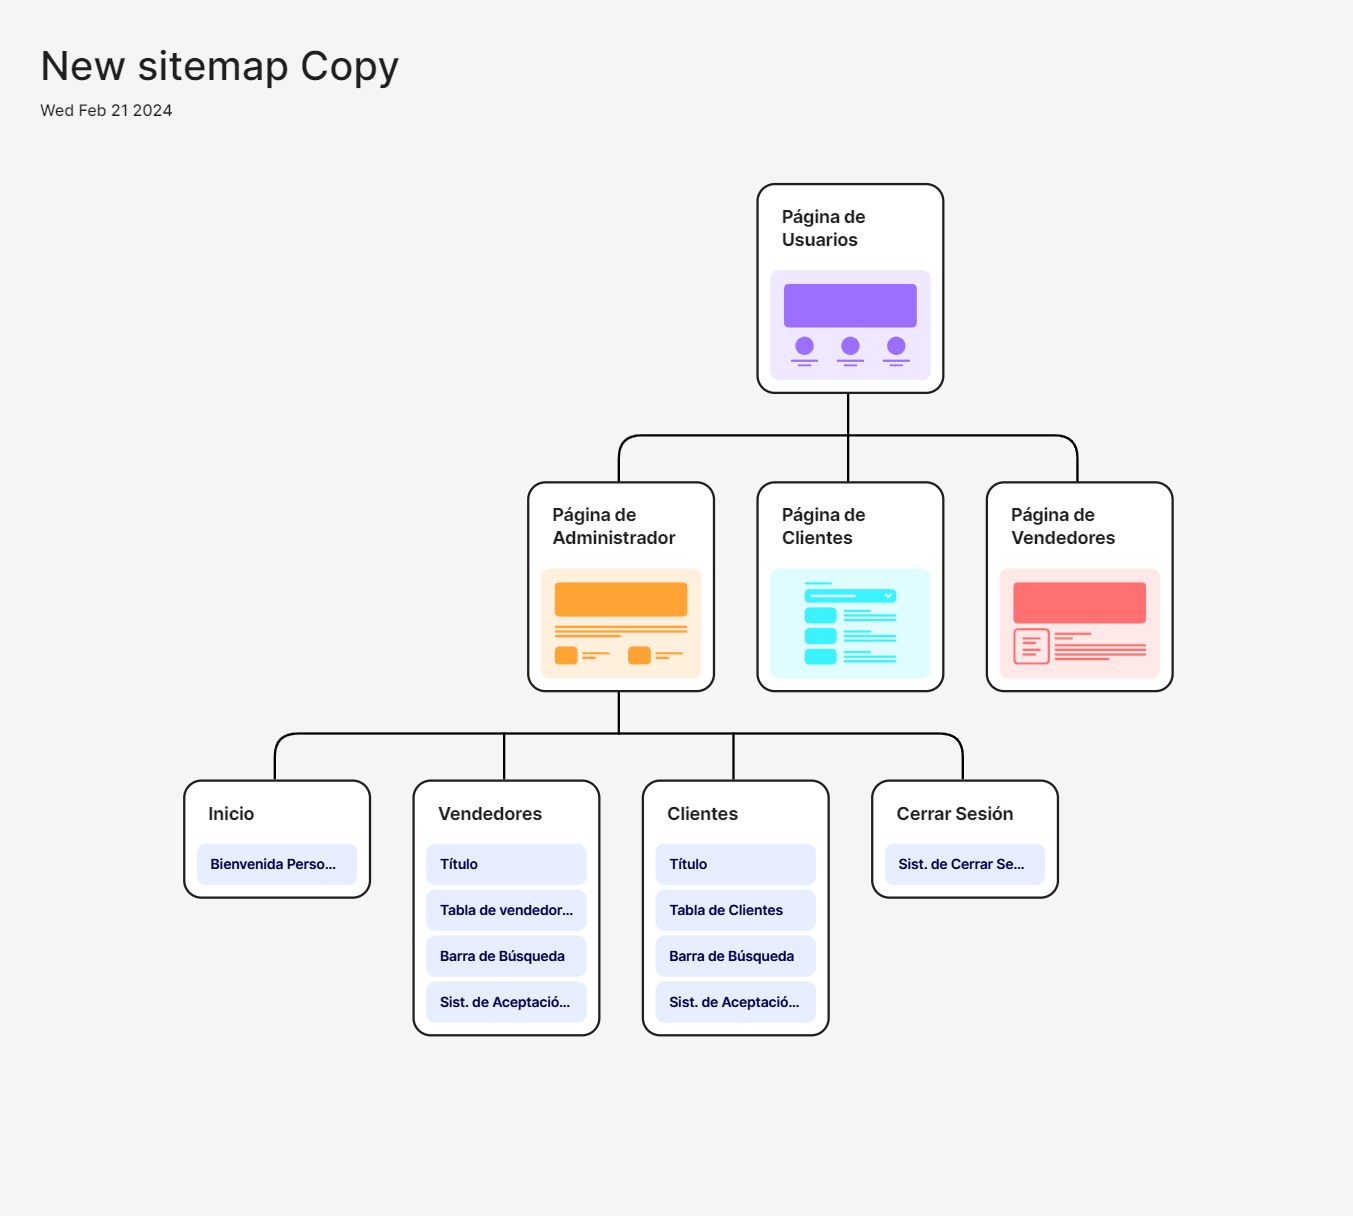 New sitemap Copy
Wed Feb 21 2024
Página de
Usuarios
Página de
Administrador
Página de
Clientes
Página de
Vendedores
Inicio
Bienvenida Perso...
Vendedores
Título
Tabla de vendedor...
Barra de Búsqueda
Sist. de Aceptació...
Clientes
Título
Tabla de Clientes
Barra de Búsqueda
Sist. de Aceptació...
Cerrar Sesión
Sist. de Cerrar Se...